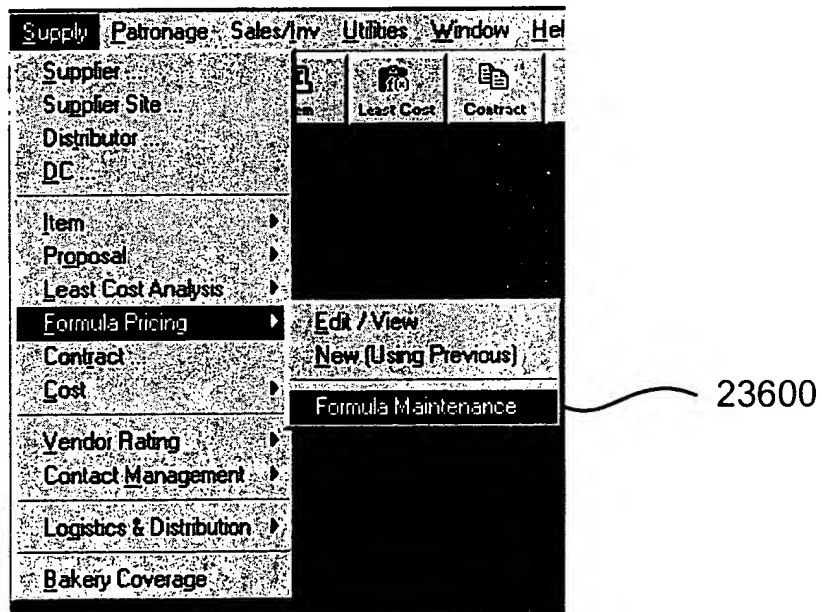 Supply Patronage Sales/Inv Utilities Window Hel
Supplier ...
Supplier Site ...
Distributor ...
DC ...
Least Cost Contract
Item
Proposal
Least Cost Analysis
Formula Pricing
Edit / View
Contract
New (Using Previous)
Cost
Formula Maintenance
23600
Vendor Rating
Contact Management
Logistics & Distribution
Bakery Coverage